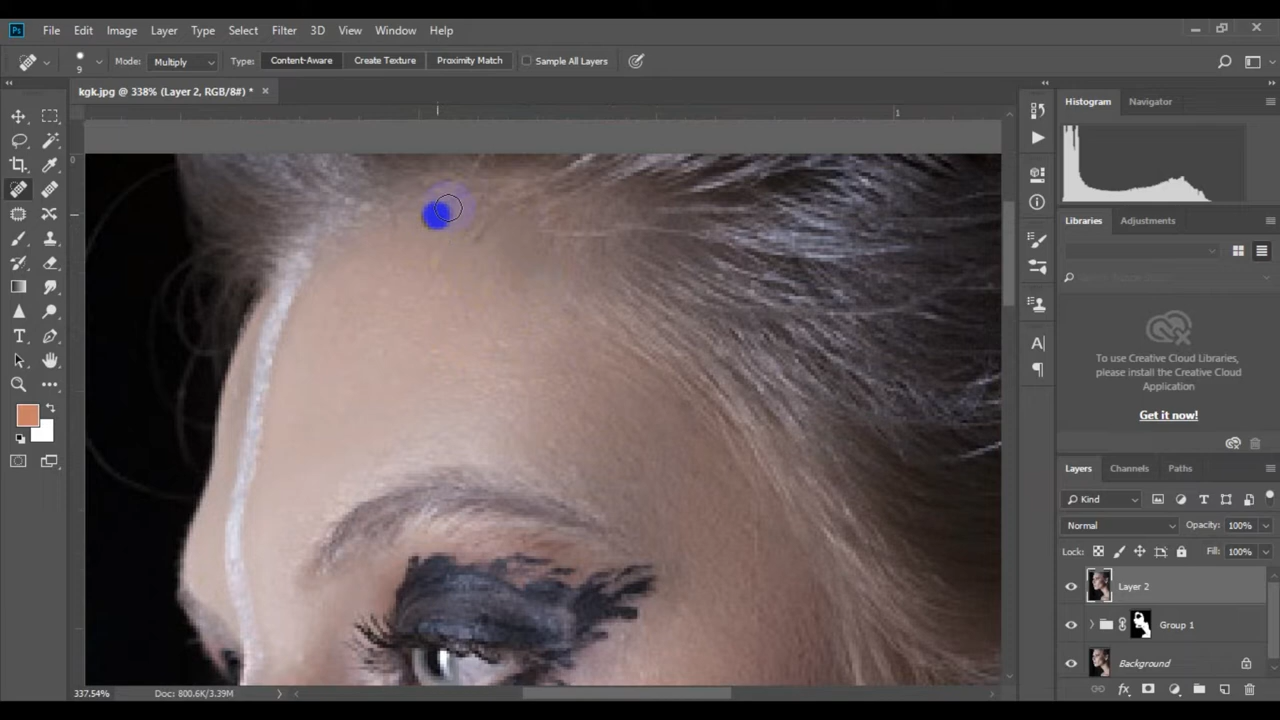 Ps File Edit Image Layer Type Select Filter 3D View Window Help
9 Mode: Multiply Type: Content-Aware Create Texture Proximity Match Sample All Layers
kgk.jpg @ 338% (Layer 2, RGB/8#) * ×
0 1
Histogram Navigator
Libraries Adjustments
To use Creative Cloud Libraries,
please install the Creative Cloud
Application
Get it now!
Layers Channels Paths
Kind
Normal Opacity: 100%
Lock: Fill: 100%
Layer 2
Group 1
Background
337.54% Doc: 800.6K/3.39M